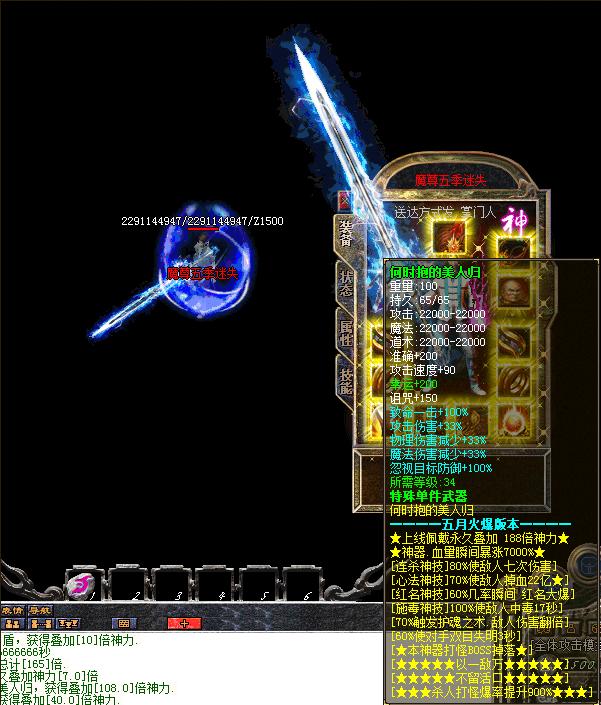 魔尊五季迷失
送达方式发 掌门人
神
2291144947/2291144947/Z1500
魔尊五季迷失
装备
状态
属性
技能
何时抱的美人归
重量:100
持久:65/65
攻击:22000-22000
魔法:22000-22000
道术:22000-22000
准确+200
攻击速度+90
幸运+200
诅咒+150
致命一击+100%
攻击伤害+33%
物理伤害减少+33%
魔法伤害减少+33%
忽视目标防御+100%
所需等级:34
特殊单件武器
何时抱的美人归
————五月火爆版本————
★上线佩戴永久叠加 188倍神力★
★神器.血量瞬间暴涨7000%★
[连杀神技]80%使敌人七次伤害]
[心法神技]70%使敌掉血22亿★]
[红名神技]60%几率瞬间 红名大爆]
[施毒神技]100%使敌人中毒17秒]
[70%触发护魂之术.敌人伤害翻倍]
[60%使对手双目失明3秒]
[★本神器打怪BOSS掉落★]
[★★★★★以一敌万★★★★★]
[★★★★★不留活口★★★★★]
[★★★杀人打怪爆率提升900%★★★]
全体攻击模
1500
1 2 3 4 5 6
表情 导航
盾，获得叠加[10]倍神力.
666666秒
总计[165]倍.
久叠加神力[7.0]倍
美人归，获得叠加[108.0]倍神力.
获得叠加[40.0]倍神力.